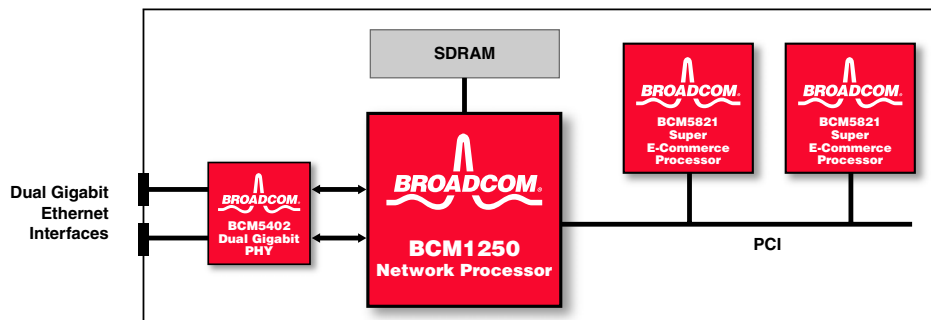 SDRAM
BROADCOM®
BCM5821
Super
E-Commerce
Processor
BROADCOM®
BCM5821
Super
E-Commerce
Processor
Dual Gigabit
Ethernet
Interfaces
BROADCOM®
BCM5402
Dual Gigabit
PHY
BROADCOM®
BCM1250
Network Processor
PCI